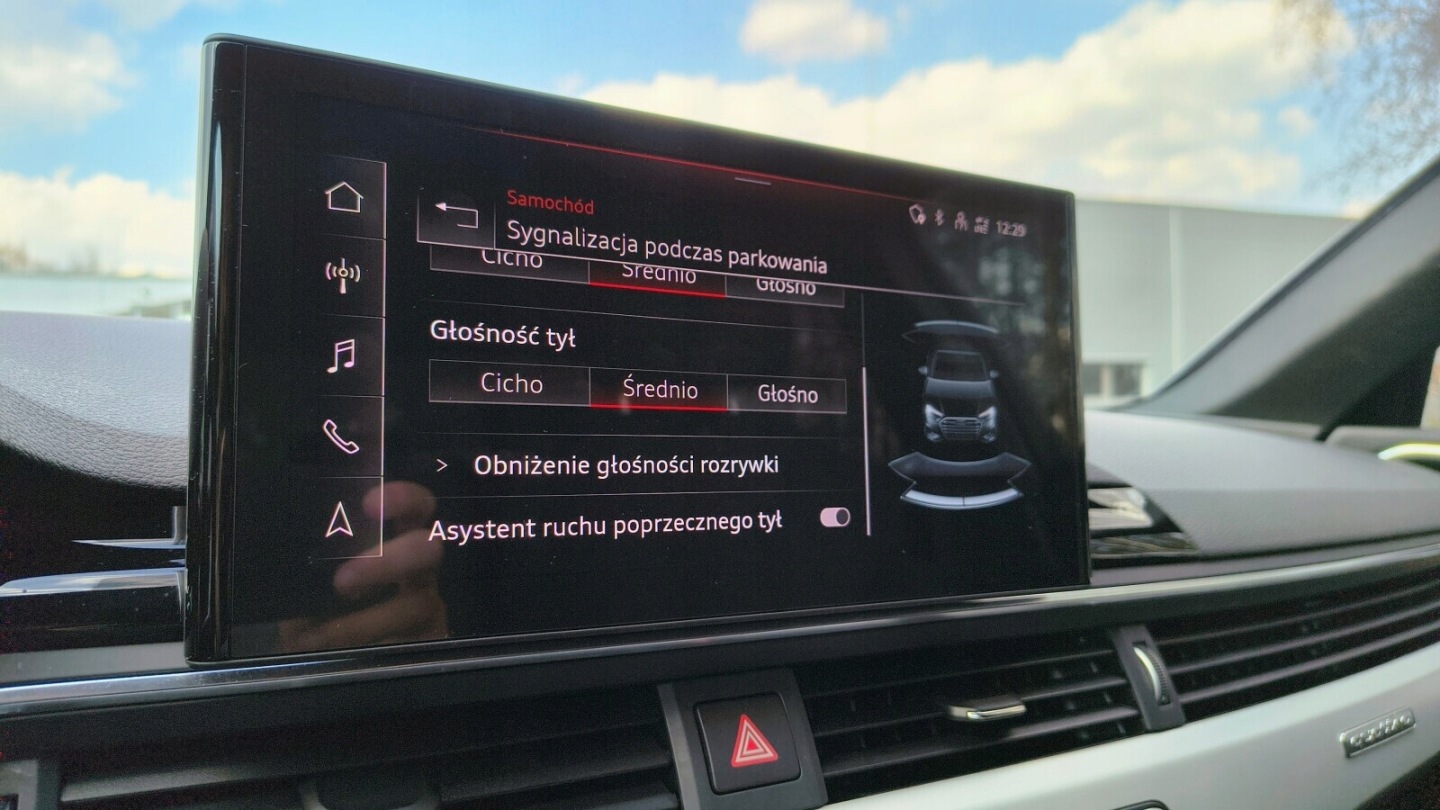 Samochód
Sygnalizacja podczas parkowania
12:29
Cicho Średnio Głośno
Głośność tył
Cicho Średnio Głośno
> Obniżenie głośności rozrywki
Asystent ruchu poprzecznego tył
quattro